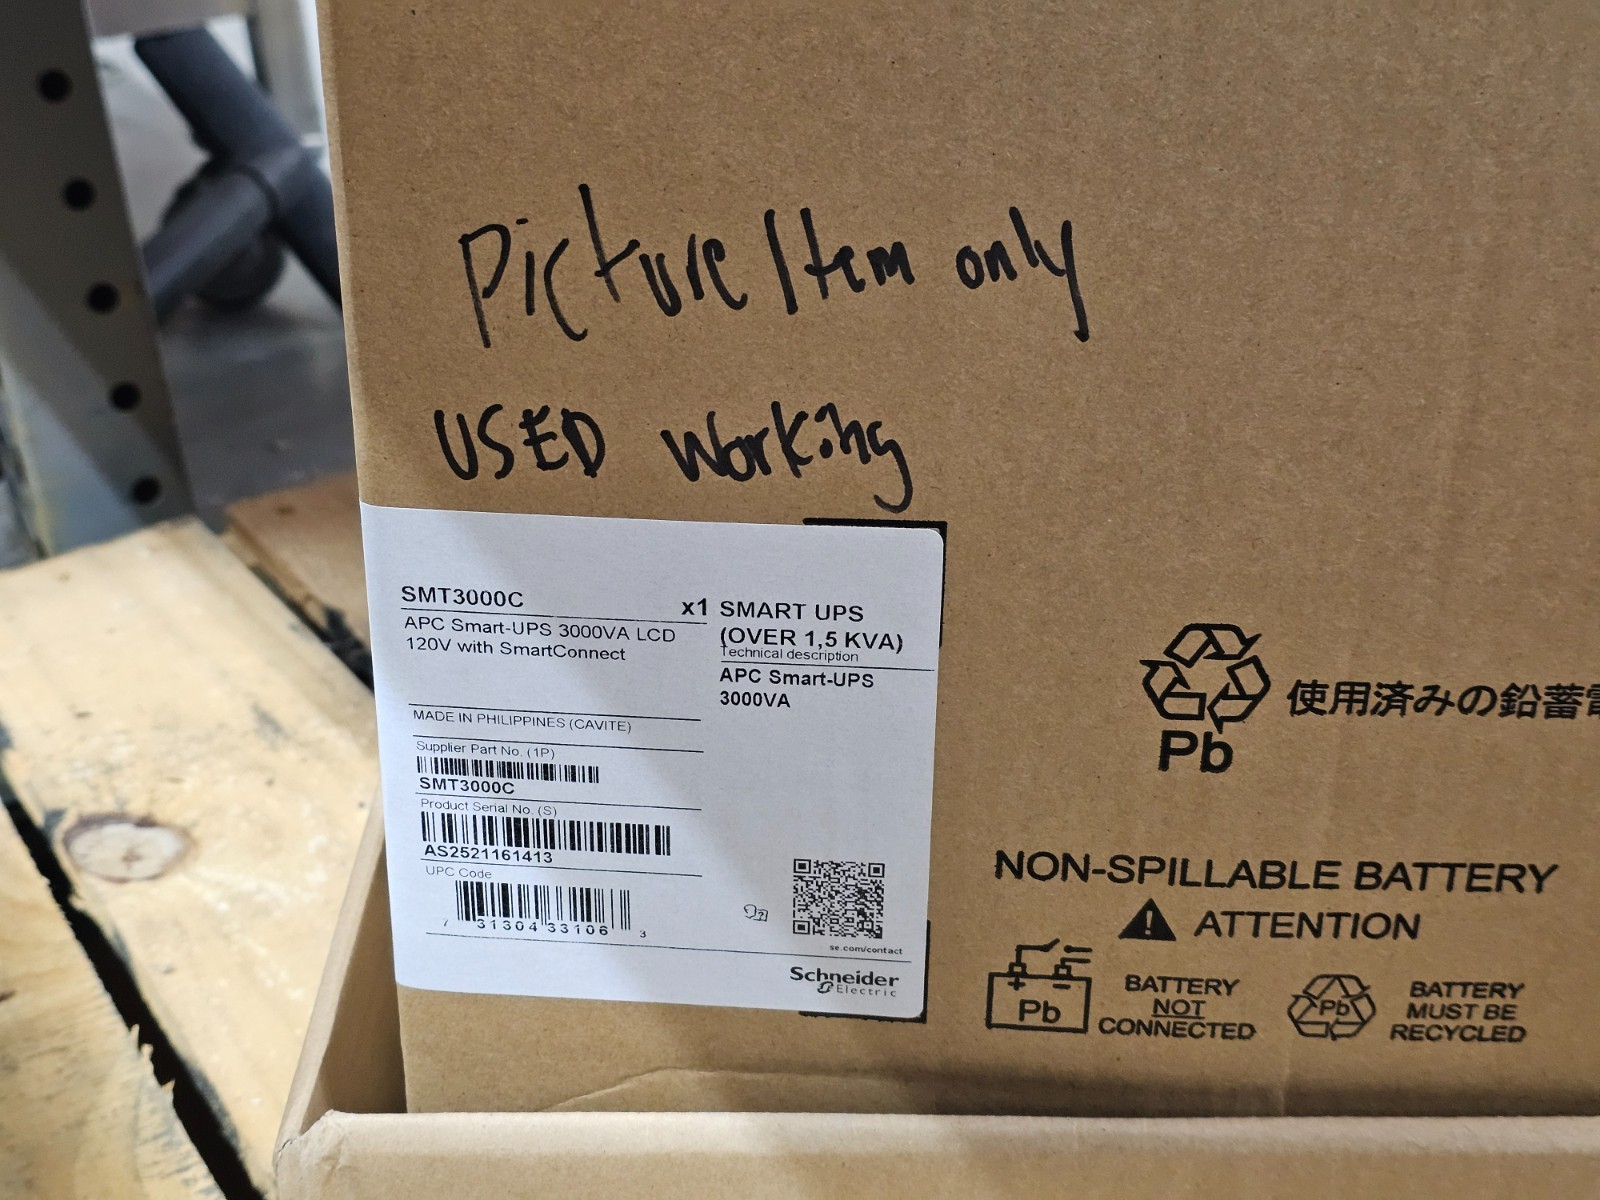 Picture Item only
USED Working
SMT3000C
x1
APC Smart-UPS 3000VA LCD
120V with SmartConnect
SMART UPS
(OVER 1,5 KVA)
Technical description
APC Smart-UPS
3000VA
MADE IN PHILIPPINES (CAVITE)
Supplier Part No. (1P)
SMT3000C
Product Serial No. (S)
AS2521161413
UPC Code
7 31304 33106 3
se.com/contact
Schneider
Electric
使用済みの鉛蓄電
Pb
NON-SPILLABLE BATTERY
ATTENTION
Pb
BATTERY
NOT
CONNECTED
Pb
BATTERY
MUST BE
RECYCLED